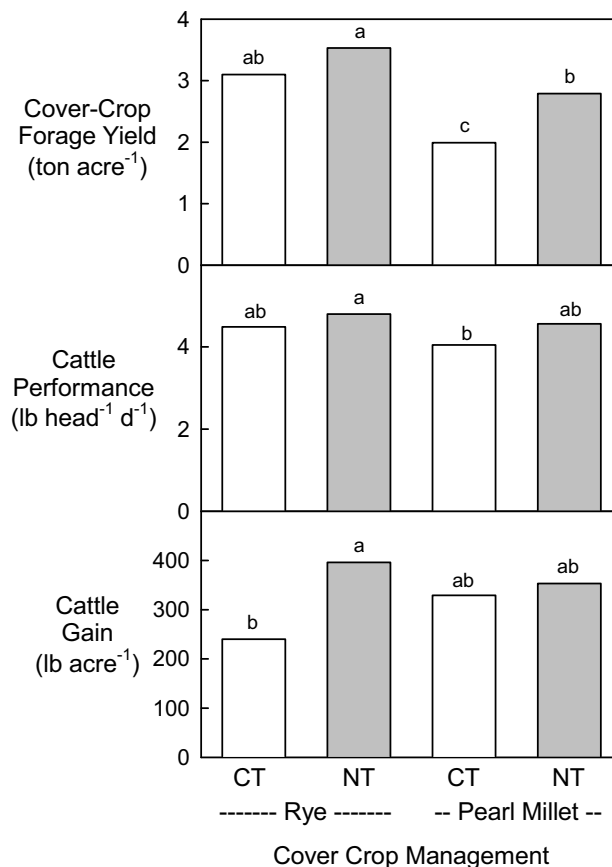 4
3
2
1
0
Cover-Crop
Forage Yield
(ton acre⁻¹)
ab
a
c
b
4
2
0
Cattle
Performance
(lb head⁻¹ d⁻¹)
ab
a
b
ab
400
300
200
100
0
Cattle
Gain
(lb acre⁻¹)
b
a
ab
ab
CT NT CT NT
------- Rye ------- -- Pearl Millet --
Cover Crop Management